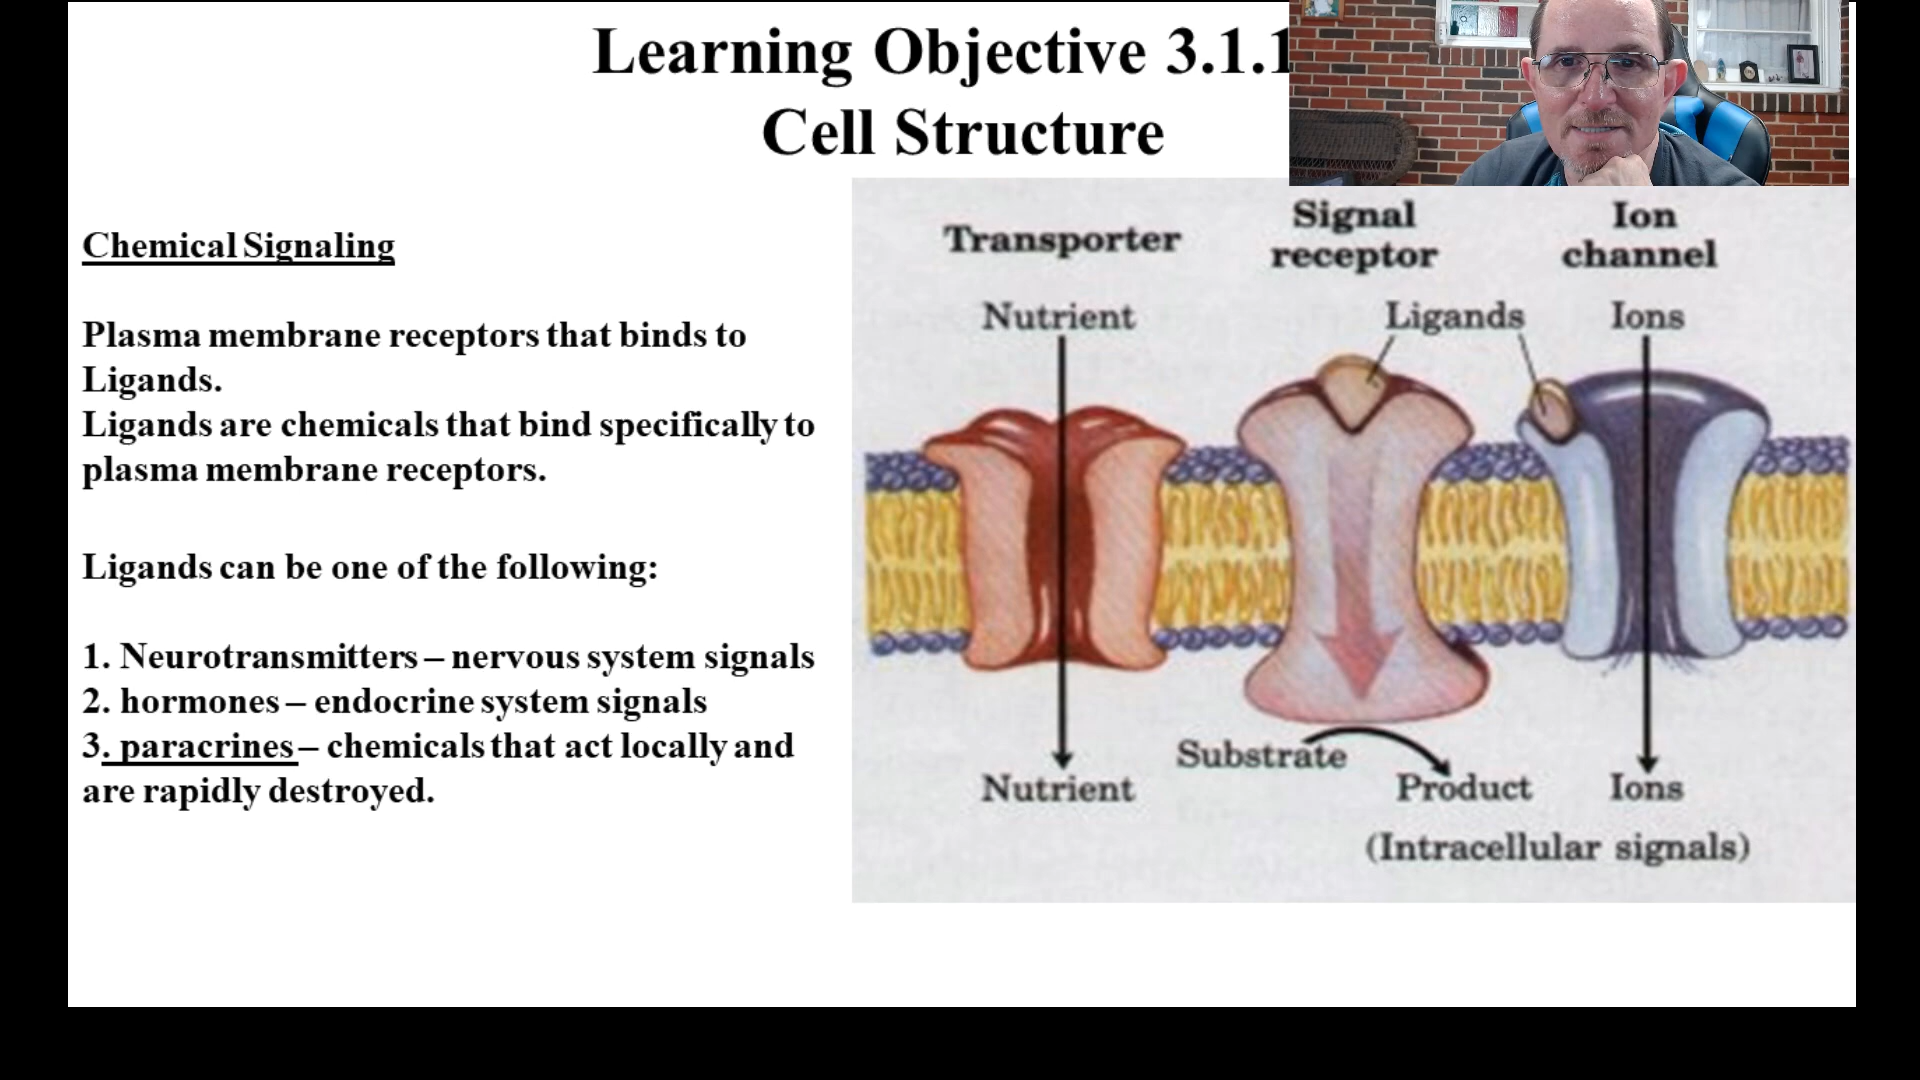 Learning Objective 3.1.1
Cell Structure
Chemical Signaling
Plasma membrane receptors that binds to
Ligands.
Ligands are chemicals that bind specifically to
plasma membrane receptors.
Ligands can be one of the following:
1. Neurotransmitters – nervous system signals
2. hormones – endocrine system signals
3. paracrines – chemicals that act locally and
are rapidly destroyed.
Transporter
Signal
receptor
Ion
channel
Nutrient
Ligands
Ions
Substrate
Nutrient
Product
Ions
(Intracellular signals)